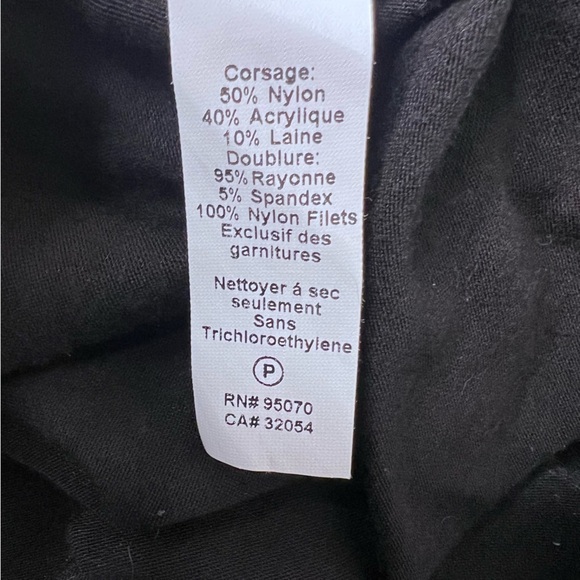 Corsage:
50% Nylon
40% Acrylique
10% Laine
Doublure:
95% Rayonne
5% Spandex
100% Nylon Filets
Exclusif des
garnitures
Nettoyer á sec
seulement
Sans
Trichloroethylene
P
RN# 95070
CA# 32054